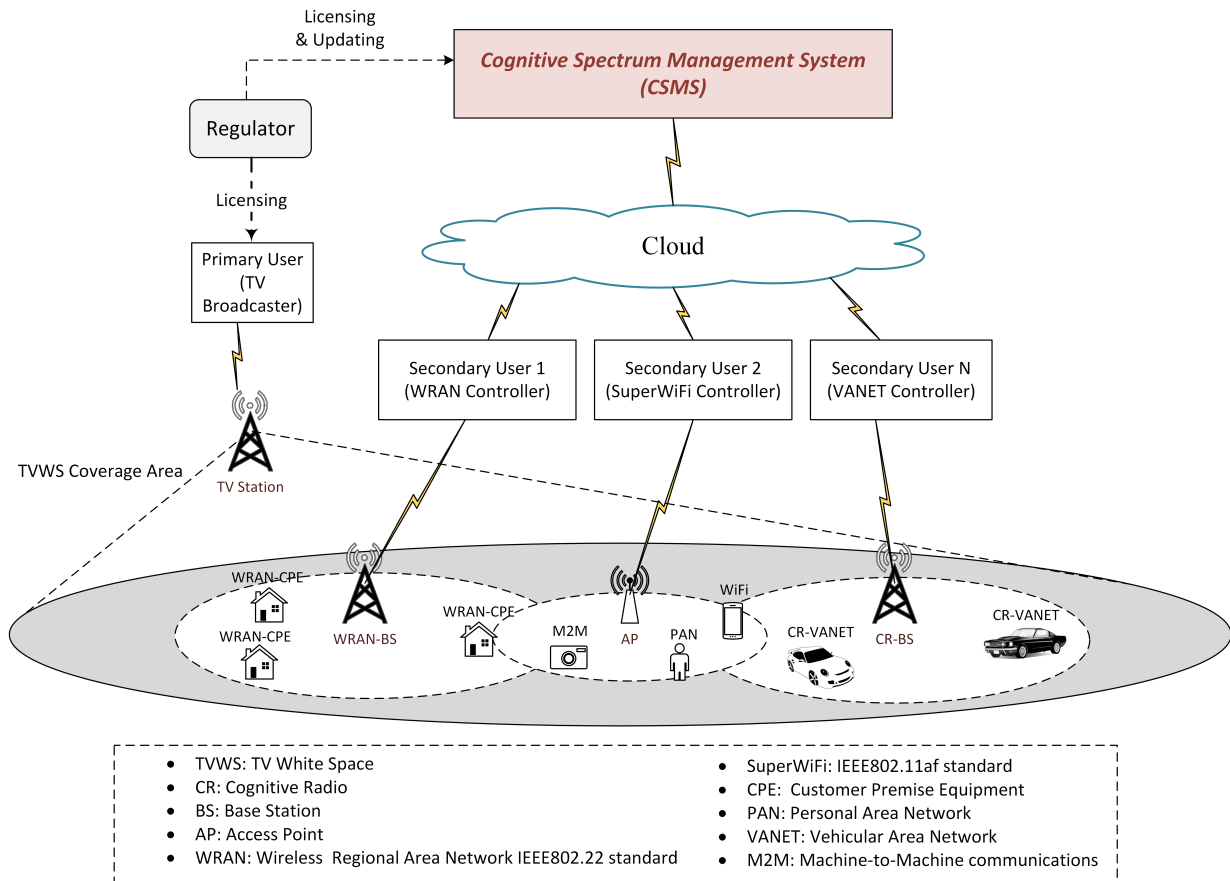 Licensing
& Updating
Cognitive Spectrum Management System
(CSMS)
Regulator
Licensing
Cloud
Primary User
(TV
Broadcaster)
Secondary User 1
(WRAN Controller)
Secondary User 2
(SuperWiFi Controller)
Secondary User N
(VANET Controller)
TVWS Coverage Area
TV Station
WRAN-CPE
WRAN-CPE
WRAN-BS
WRAN-CPE
M2M
AP
PAN
WiFi
CR-VANET
CR-BS
CR-VANET
• TVWS: TV White Space
• CR: Cognitive Radio
• BS: Base Station
• AP: Access Point
• WRAN: Wireless Regional Area Network IEEE802.22 standard
• SuperWiFi: IEEE802.11af standard
• CPE: Customer Premise Equipment
• PAN: Personal Area Network
• VANET: Vehicular Area Network
• M2M: Machine-to-Machine communications